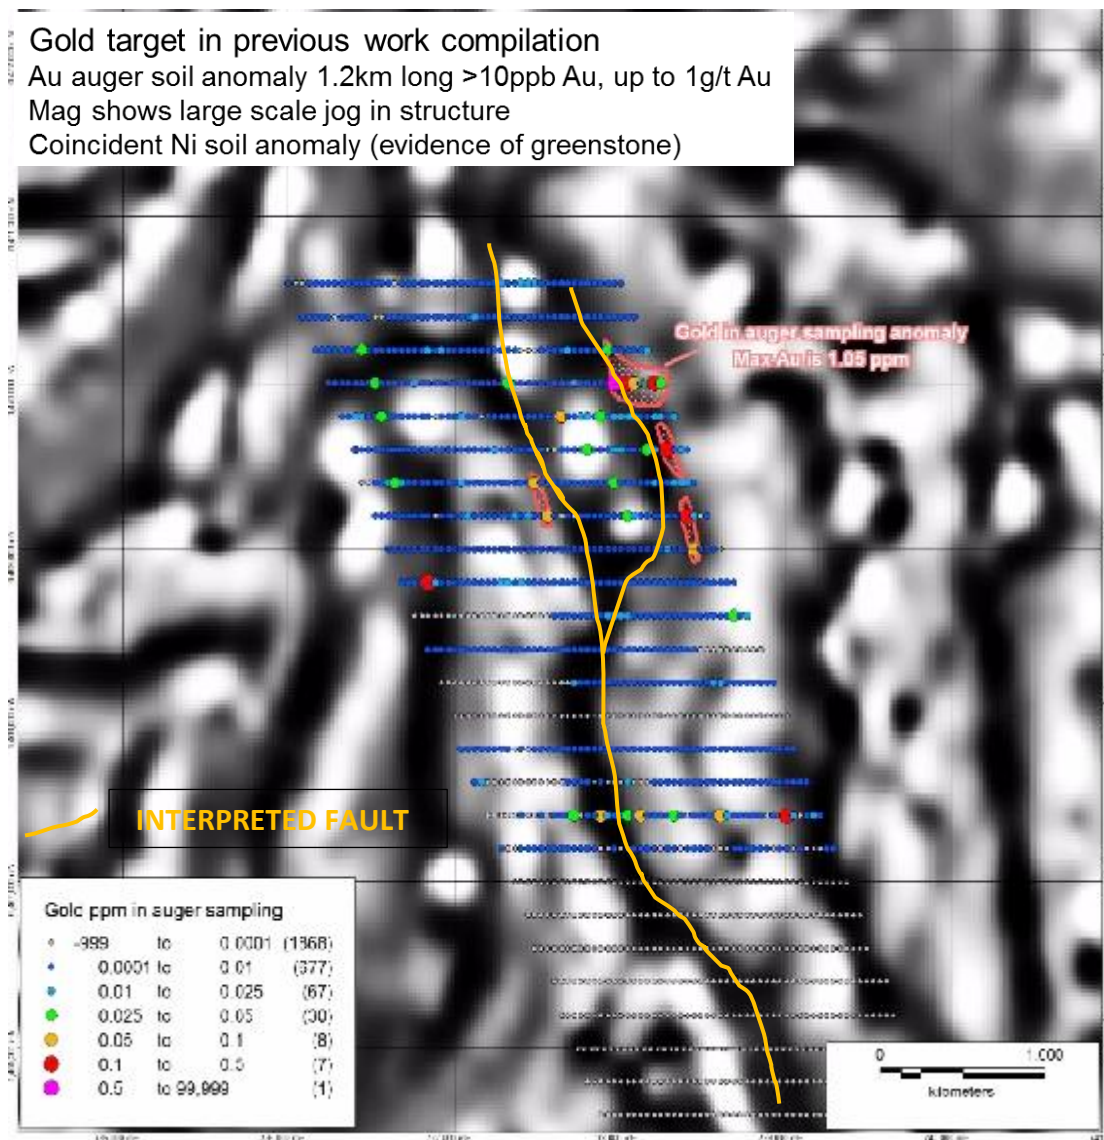 Gold target in previous work compilation
Au auger soil anomaly 1.2km long >10ppb Au, up to 1g/t Au
Mag shows large scale jog in structure
Coincident Ni soil anomaly (evidence of greenstone)
Gold in auger sampling anomaly
Max Au is 1.05 ppm
INTERPRETED FAULT
Gold ppm in auger sampling
-999 to 0.0001 (1868)
0.0001 to 0.01 (977)
0.01 to 0.025 (67)
0.025 to 0.05 (30)
0.05 to 0.1 (8)
0.1 to 0.5 (7)
0.5 to 99,999 (1)
0 1.000
kilometers